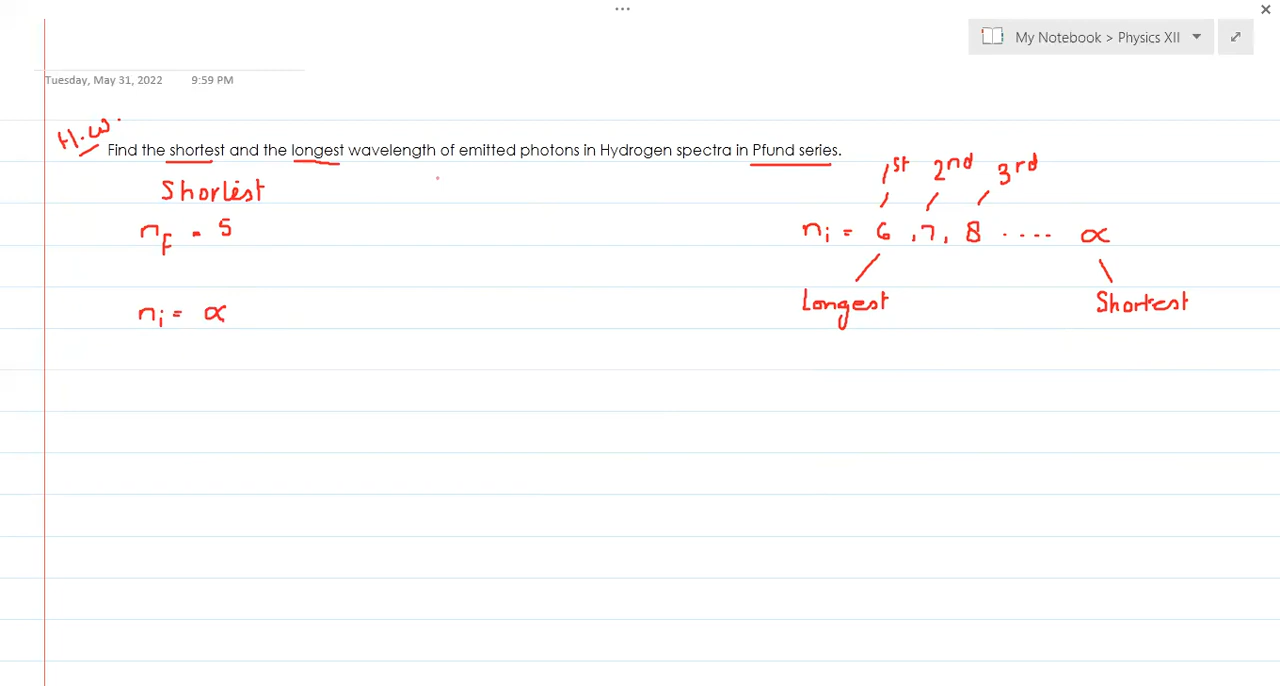 My Notebook > Physics XII
Tuesday, May 31, 2022 9:59 PM
H.W.
Find the shortest and the longest wavelength of emitted photons in Hydrogen spectra in Pfund series.
1st 2nd 3rd
Shortest
nF = 5
ni = 6, 7, 8 .... ∝
Longest Shortest
ni = ∝